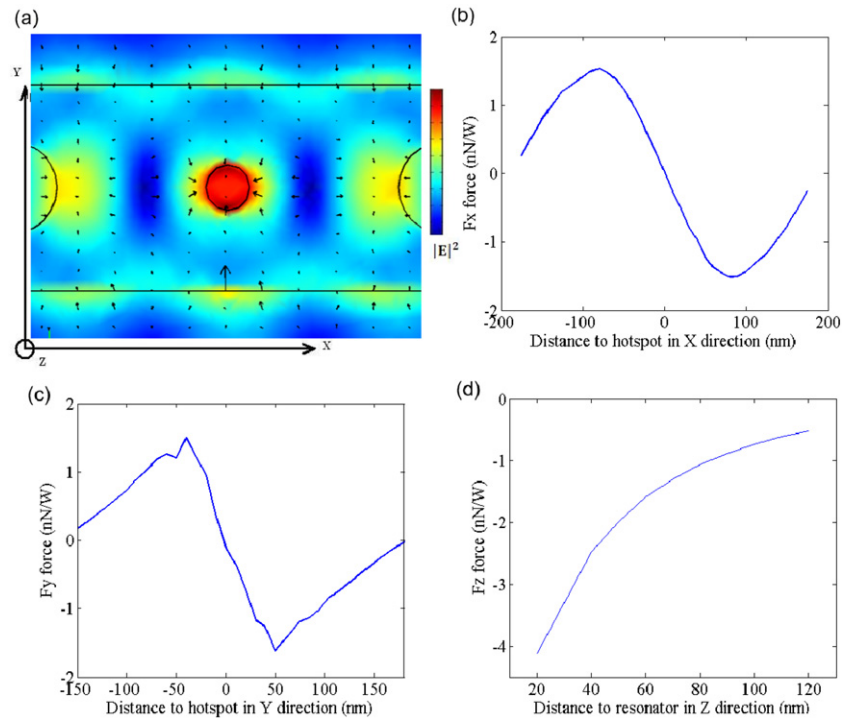 (a)
Y
X
Z
|E|²
(b)
Fx force (nN/W)
2
1
0
-1
-2
-200 -100 0 100 200
Distance to hotspot in X direction (nm)
(c)
Fy force (nN/W)
2
1
0
-1
-2
-150 -100 -50 0 50 100 150
Distance to hotspot in Y direction (nm)
(d)
Fz force (nN/W)
0
-1
-2
-3
-4
20 40 60 80 100 120
Distance to resonator in Z direction (nm)